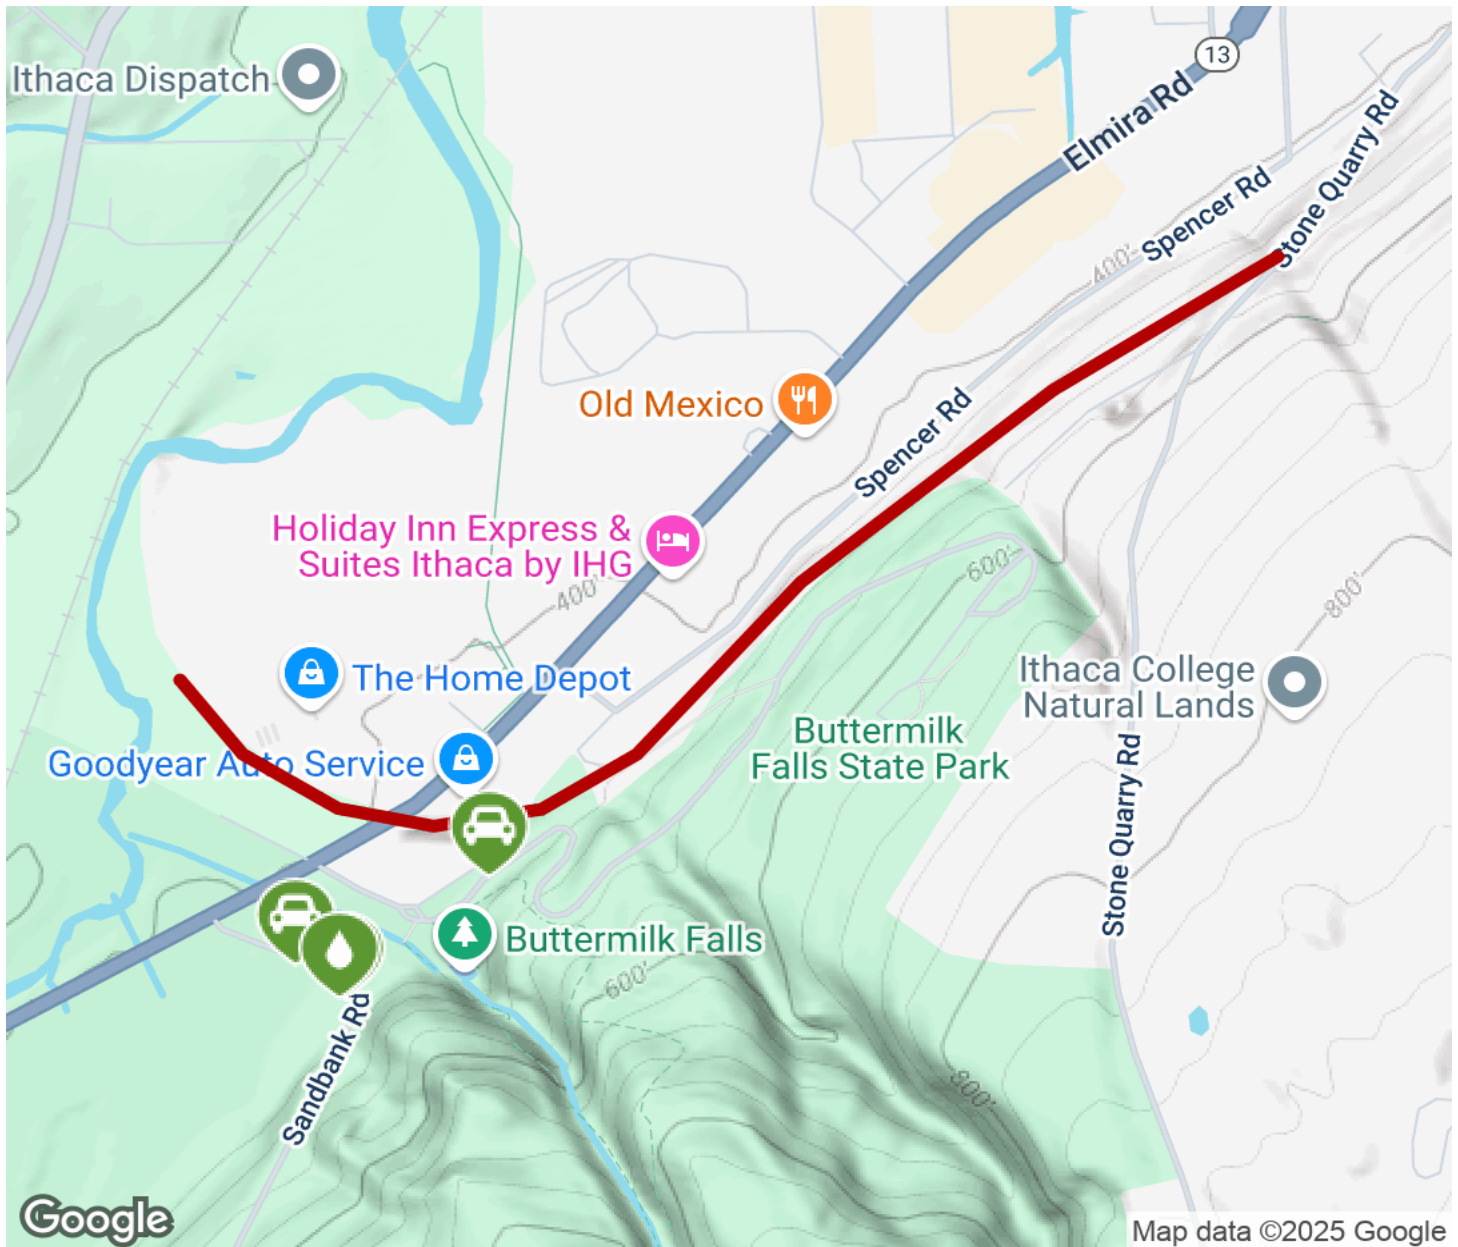 Ithaca Dispatch
13
Elmira Rd
Stone Quarry Rd
Spencer Rd
400'
Old Mexico
Spencer Rd
Holiday Inn Express &
Suites Ithaca by IHG
600'
400'
800'
The Home Depot
Ithaca College
Natural Lands
Buttermilk
Falls State Park
Goodyear Auto Service
Stone Quarry Rd
Buttermilk Falls
600'
Sandbank Rd
800'
Google
Map data ©2025 Google